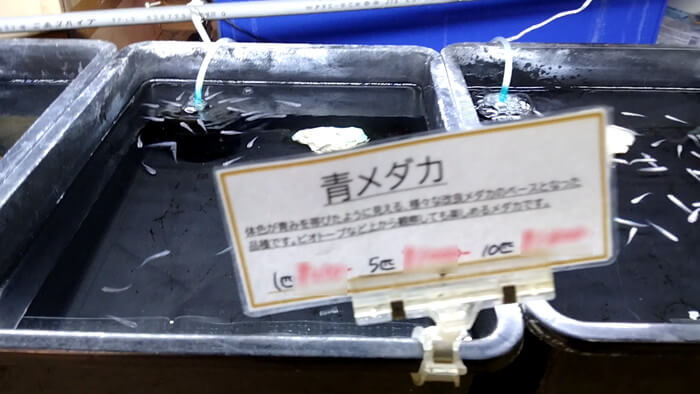 青メダカ
体色が青みを帯びたように見える、様々な改良メダカのベースとなった
品種です。ビオトープなど上から観察しても楽しめるメダカです。
1匹 5匹 10匹